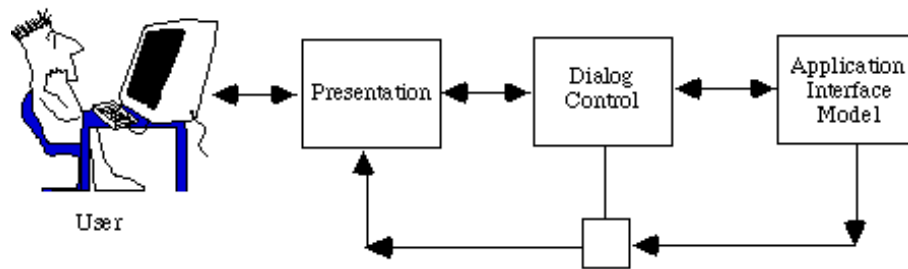 Presentation
Dialog
Control
Application
Interface
Model
User